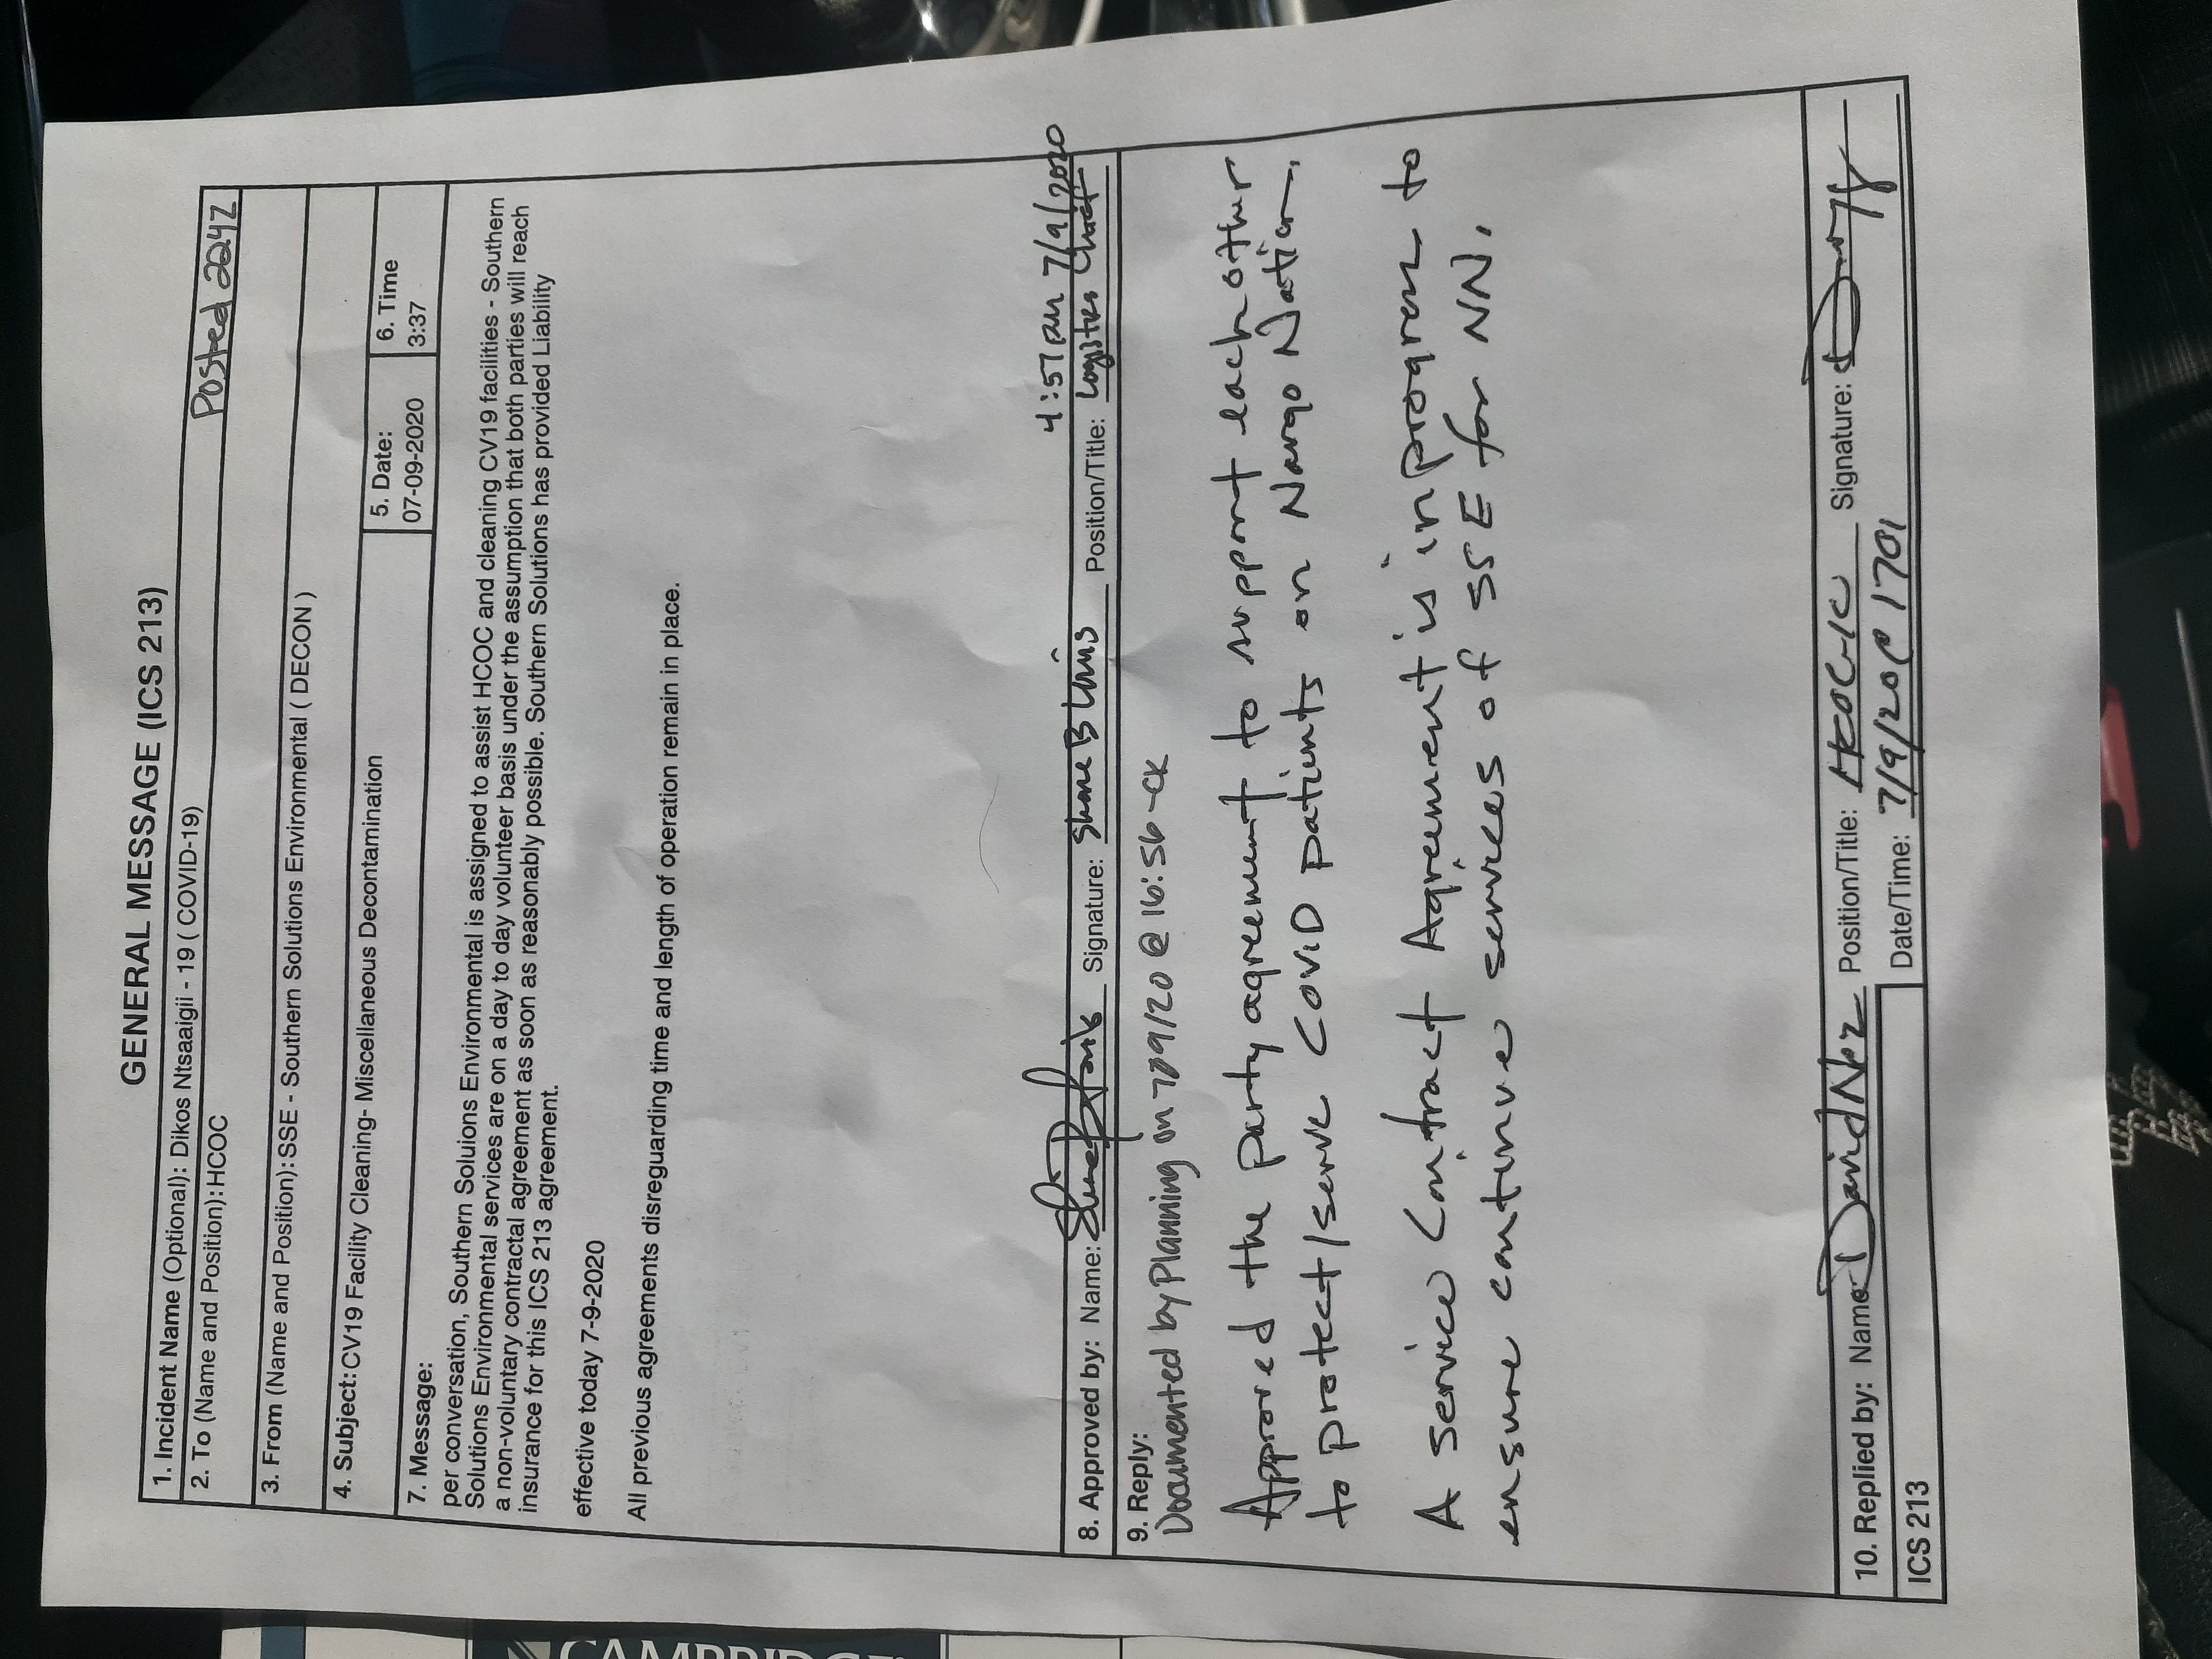 GENERAL MESSAGE (ICS 213)
1. Incident Name (Optional): Dikos Ntsaaigii - 19 ( COVID-19)
Posted 2242
2. To (Name and Position): HCOC
3. From (Name and Position): SSE - Southern Solutions Environmental ( DECON )
4. Subject: CV19 Facility Cleaning- Miscellaneous Decontamination
5. Date:
07-09-2020
6. Time
3:37
7. Message:
per conversation, Southern Soluions Environmental is assigned to assist HCOC and cleaning CV19 facilities - Southern
Solutions Environmental services are on a day to day volunteer basis under the assumption that both parties will reach
a non-voluntary contractal agreement as soon as reasonably possible. Southern Solutions has provided Liability
insurance for this ICS 213 agreement.
effective today 7-9-2020
All previous agreements disreguarding time and length of operation remain in place.
4:57pm 7/9/2020
8. Approved by: Name: Signature: Shane B Position/Title: Logistics Chief
9. Reply:
Documented by Planning on 7/9/20 @ 16:56 -CK
Approved the party agreement to support each other
to protect/serve COVID patients on Navajo Nation.
A service Contract Agreement is in progress to
ensure continue services of SSE for NN.
10. Replied by: Name: David Nez Position/Title: HCOC-IC Signature:
Date/Time: 7/9/20 @ 1701
ICS 213
CAMBRIDGE